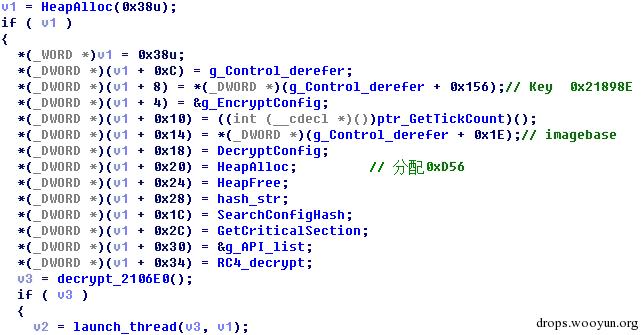 v1 = HeapAlloc(0x38u);
if ( v1 )
{
*(_WORD *)v1 = 0x38u;
*(_DWORD *)(v1 + 0xC) = g_Control_derefer;
*(_DWORD *)(v1 + 8) = *(_DWORD *)(g_Control_derefer + 0x156);// Key  0x21898E
*(_DWORD *)(v1 + 4) = &g_EncryptConfig;
*(_DWORD *)(v1 + 0x10) = ((int (__cdecl *)())ptr_GetTickCount)();
*(_DWORD *)(v1 + 0x14) = *(_DWORD *)(g_Control_derefer + 0x1E);// imagebase
*(_DWORD *)(v1 + 0x18) = DecryptConfig;
*(_DWORD *)(v1 + 0x20) = HeapAlloc;          // 分配0xD56
*(_DWORD *)(v1 + 0x24) = HeapFree;
*(_DWORD *)(v1 + 0x28) = hash_str;
*(_DWORD *)(v1 + 0x1C) = SearchConfigHash;
*(_DWORD *)(v1 + 0x2C) = GetCriticalSection;
*(_DWORD *)(v1 + 0x30) = &g_API_list;
*(_DWORD *)(v1 + 0x34) = RC4_decrypt;
v3 = decrypt_2106E0();
if ( v3 )
{
v2 = launch_thread(v3, v1);
drops.wooyun.org